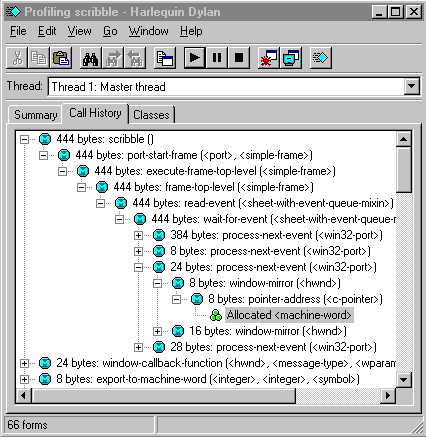 Profiling scribble - Harlequin Dylan
File Edit View Go Window Help
Thread: Thread 1: Master thread
Summary Call History Classes
444 bytes: scribble ()
444 bytes: port-start-frame (<port>, <simple-frame>)
444 bytes: execute-frame-top-level (<simple-frame>)
444 bytes: frame-top-level (<simple-frame>)
444 bytes: read-event (<sheet-with-event-queue-mixin>)
444 bytes: wait-for-event (<sheet-with-event-queue-r
384 bytes: process-next-event (<win32-port>)
8 bytes: process-next-event (<win32-port>)
24 bytes: process-next-event (<win32-port>)
8 bytes: window-mirror (<hwnd>)
8 bytes: pointer-address (<c-pointer>)
Allocated <machine-word>
16 bytes: window-mirror (<hwnd>)
28 bytes: process-next-event (<win32-port>)
24 bytes: window-callback-function (<hwnd>, <message-type>, <wparam
8 bytes: export-to-machine-word (<integer>, <integer>, <symbol>)
66 forms